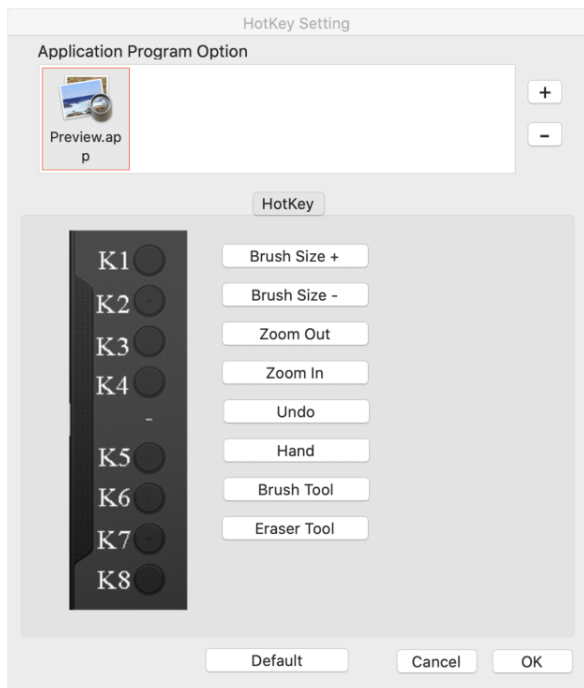 HotKey Setting
Application Program Option
Preview.ap
p
+
-
HotKey
K1
Brush Size +
K2
Brush Size -
K3
Zoom Out
K4
Zoom In
-
Undo
K5
Hand
K6
Brush Tool
K7
Eraser Tool
K8
Default
Cancel
OK